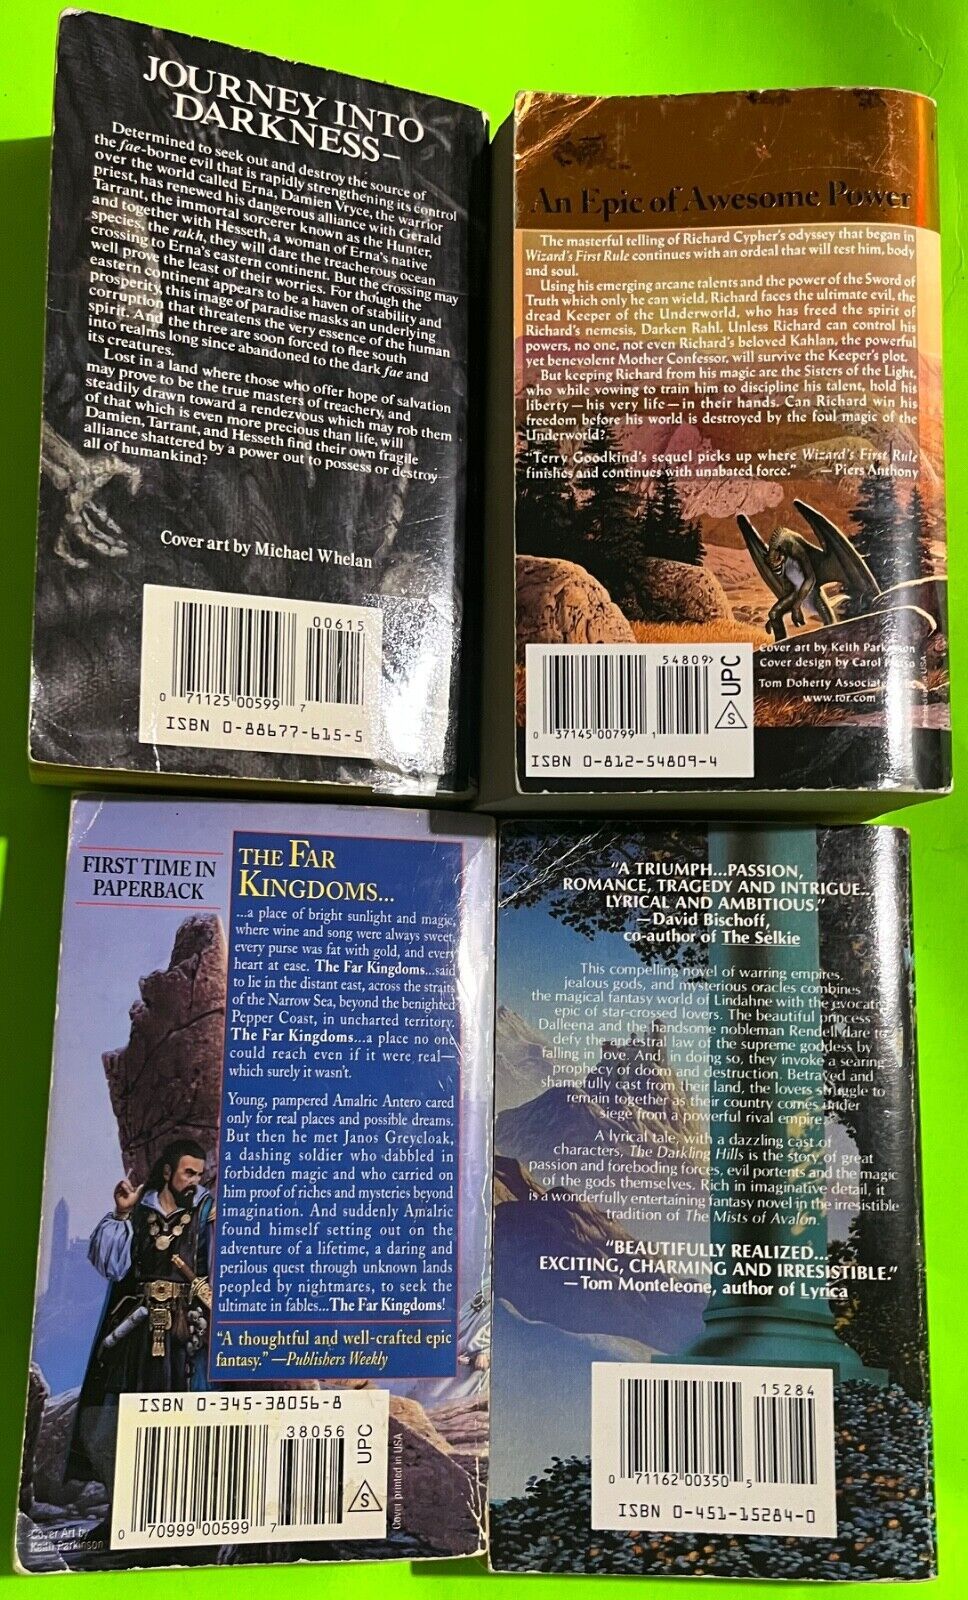 JOURNEY INTO
DARKNESS—
Determined to seek out and destroy the source of
the fae-borne evil that is rapidly strengthening its control
over the world called Erna, Damien Vryce, the warrior
priest, has renewed his dangerous alliance with Gerald
Tarrant, the immortal sorcerer known as the Hunter,
and together with Hesseth, a woman of Erna's native
species, the rakh, they will dare the treacherous ocean
crossing to Erna's eastern continent. But the crossing may
well prove the least of their worries. For though the
eastern continent appears to be a haven of stability and
prosperity, this image of paradise masks an underlying
corruption that threatens the very essence of the human
spirit. And the three are soon forced to flee south
into realms long since abandoned to the dark fae and
its creatures.
Lost in a land where those who offer hope of salvation
may prove to be the true masters of treachery, and
steadily drawn toward a rendezvous which may rob them
of that which is even more precious than life, will
Damien, Tarrant, and Hesseth find their own fragile
alliance shattered by a power out to possess or destroy
all of humankind?
Cover art by Michael Whelan
00615
0 71125 00599 7
ISBN 0-88677-615-5
An Epic of Awesome Power
The masterful telling of Richard Cypher's odyssey that began in
Wizard's First Rule continues with an ordeal that will test him, body
and soul.
Using his emerging arcane talents and the power of the Sword of
Truth which only he can wield, Richard faces the ultimate evil, the
dread Keeper of the Underworld, who has freed the spirit of
Richard's nemesis, Darken Rahl. Unless Richard can control his
powers, no one, not even Richard's beloved Kahlan, the powerful
yet benevolent Mother Confessor, will survive the Keeper's plot.
But keeping Richard from his magic are the Sisters of the Light,
who while vowing to train him to discipline his talent, hold his
liberty—his very life—in their hands. Can Richard win his
freedom before his world is destroyed by the foul magic of the
Underworld?
"Terry Goodkind's sequel picks up where Wizard's First Rule
finishes and continues with unabated force." —Piers Anthony
Cover art by Keith Parkinson
Cover design by Carol
Tom Doherty Associates
www.tor.com
USA
54809>
UPC
S
0 37145 00799 1
ISBN 0-812-54809-4
FIRST TIME IN
PAPERBACK
THE FAR
KINGDOMS...
...a place of bright sunlight and magic,
where wine and song were always sweet,
every purse was fat with gold, and every
heart at ease. The Far Kingdoms...said
to lie in the distant east, across the straits
of the Narrow Sea, beyond the benighted
Pepper Coast, in uncharted territory.
The Far Kingdoms...a place no one
could reach even if it were real—
which surely it wasn't.
Young, pampered Amalric Antero cared
only for real places and possible dreams.
But then he met Janos Greycloak,
a dashing soldier who dabbled in
forbidden magic and who carried on
him proof of riches and mysteries beyond
imagination. And suddenly Amalric
found himself setting out on the
adventure of a lifetime, a daring and
perilous quest through unknown lands
peopled by nightmares, to seek the
ultimate in fables...The Far Kingdoms!
"A thoughtful and well-crafted epic
fantasy." —Publishers Weekly
ISBN 0-345-38056-8
38056
UPC
S
0 70999 00599 7
Cover printed in USA
Cover Art by
Keith Parkinson
"A TRIUMPH...PASSION,
ROMANCE, TRAGEDY AND INTRIGUE...
LYRICAL AND AMBITIOUS."
—David Bischoff,
co-author of The Selkie
This compelling novel of warring empires,
jealous gods, and mysterious oracles combines
the magical fantasy world of Lindahne with the evocative
epic of star-crossed lovers. The beautiful princess
Dalleena and the handsome nobleman Rendell dare to
defy the ancestral law of the supreme goddess by
falling in love. And, in doing so, they invoke a searing
prophecy of doom and destruction. Betrayed and
shamefully cast from their land, the lovers struggle to
remain together as their country comes under
siege from a powerful rival empire.
A lyrical tale, with a dazzling cast of
characters, The Darkling Hills is the story of great
passion and foreboding forces, evil portents and the magic
of the gods themselves. Rich in imaginative detail, it
is a wonderfully entertaining fantasy novel in the irresistible
tradition of The Mists of Avalon.
"BEAUTIFULLY REALIZED...
EXCITING, CHARMING AND IRRESISTIBLE."
—Tom Monteleone, author of Lyrica
15284
0 71162 00350 5
ISBN 0-451-15284-0